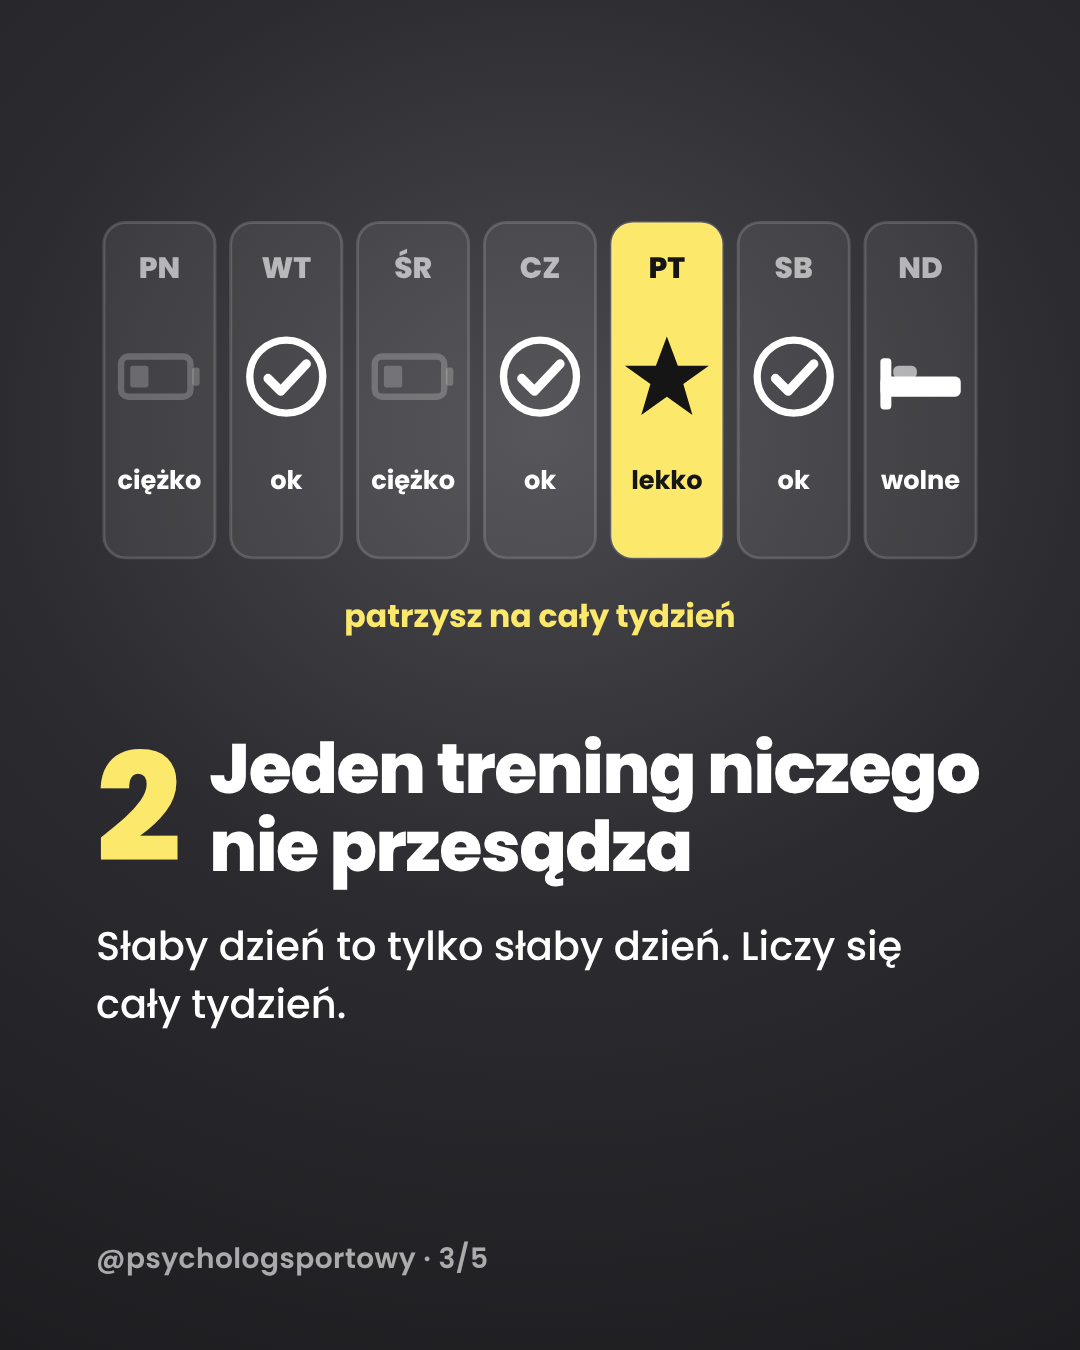 PN WT ŚR CZ PT SB ND
ciężko ok ciężko ok lekko ok wolne
patrzysz na cały tydzień
2 Jeden trening niczego
nie przesądza
Słaby dzień to tylko słaby dzień. Liczy się
cały tydzień.
@psychologsportowy · 3/5